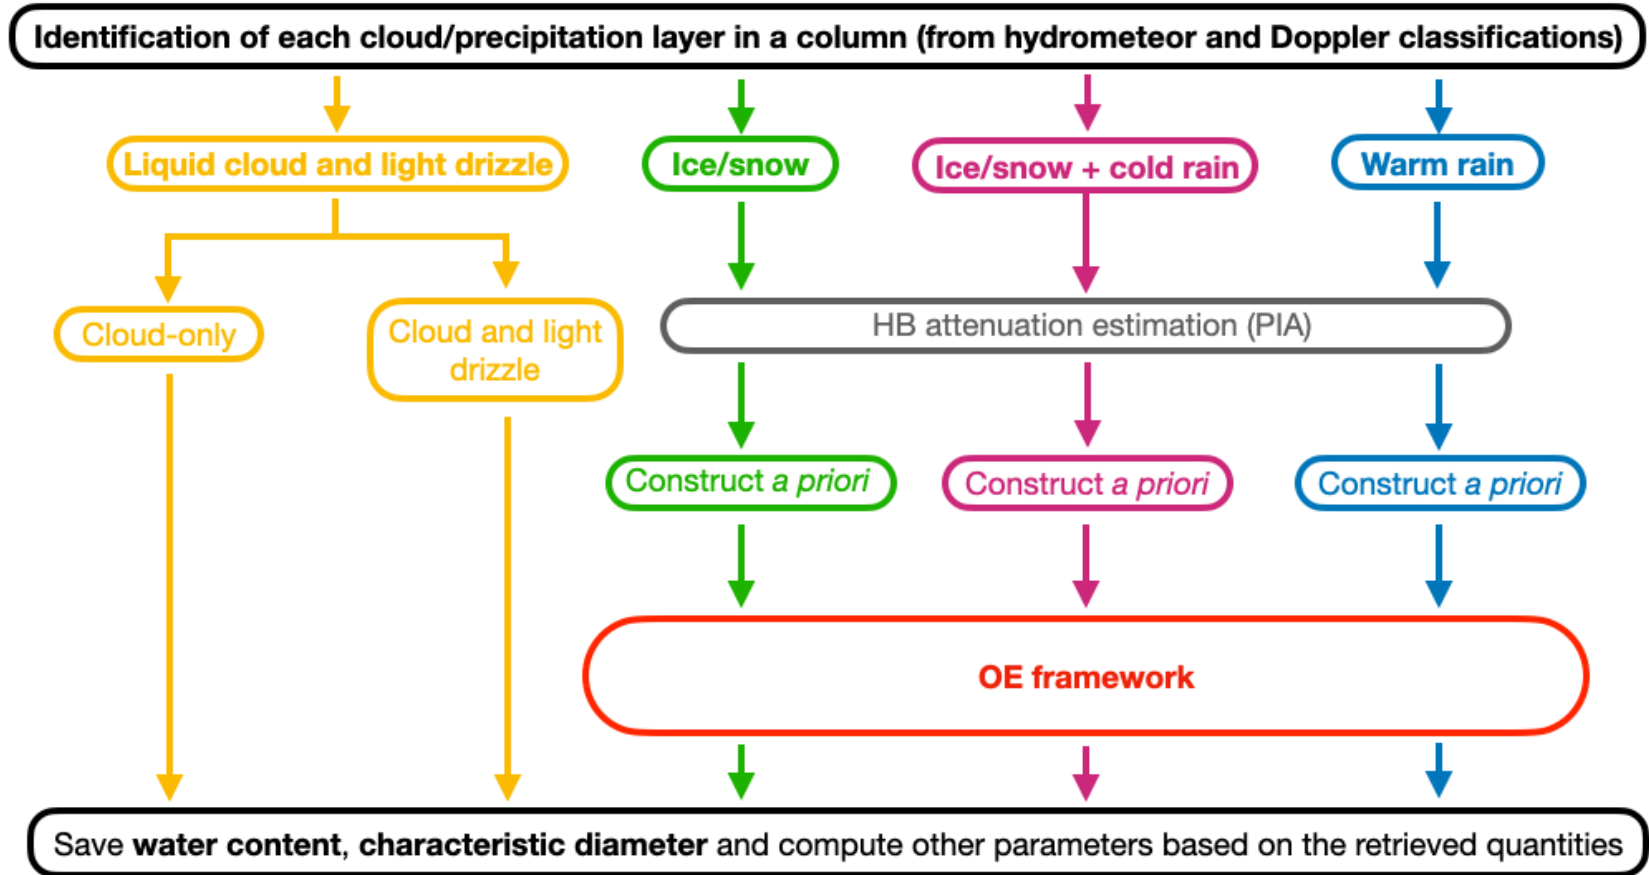 Identification of each cloud/precipitation layer in a column (from hydrometeor and Doppler classifications)
Liquid cloud and light drizzle
Ice/snow
Ice/snow + cold rain
Warm rain
Cloud-only
Cloud and light
drizzle
HB attenuation estimation (PIA)
Construct a priori
Construct a priori
Construct a priori
OE framework
Save water content, characteristic diameter and compute other parameters based on the retrieved quantities